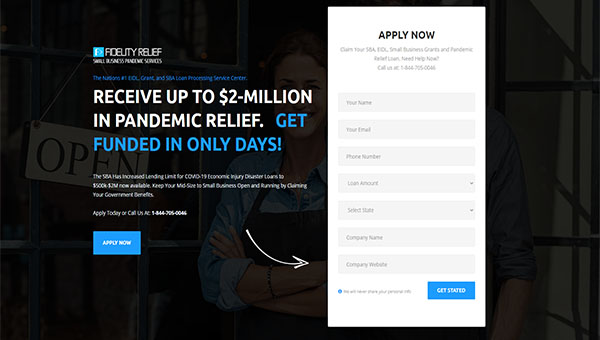 FIDELITY RELIEF
SMALL BUSINESS PANDEMIC SERVICES
The Nations #1 EIDL, Grant, and SBA Loan Processing Service Center.
RECEIVE UP TO $2-MILLION
IN PANDEMIC RELIEF. GET
FUNDED IN ONLY DAYS!
The SBA Has Increased Lending Limit for COVID-19 Economic Injury Disaster Loans to
$500k-$2M now available. Keep Your Mid-Size to Small Business Open and Running by Claiming
Your Government Benefits.
Apply Today or Call Us At: 1-844-705-0046
APPLY NOW
OPEN
APPLY NOW
Claim Your SBA, EIDL, Small Business Grants and Pandemic
Relief Loan. Need Help Now?
Call us at: 1-844-705-0046
Your Name
Your Email
Phone Number
Loan Amount
Select State
Company Name
Company Website
We will never share your personal info.
GET STATED